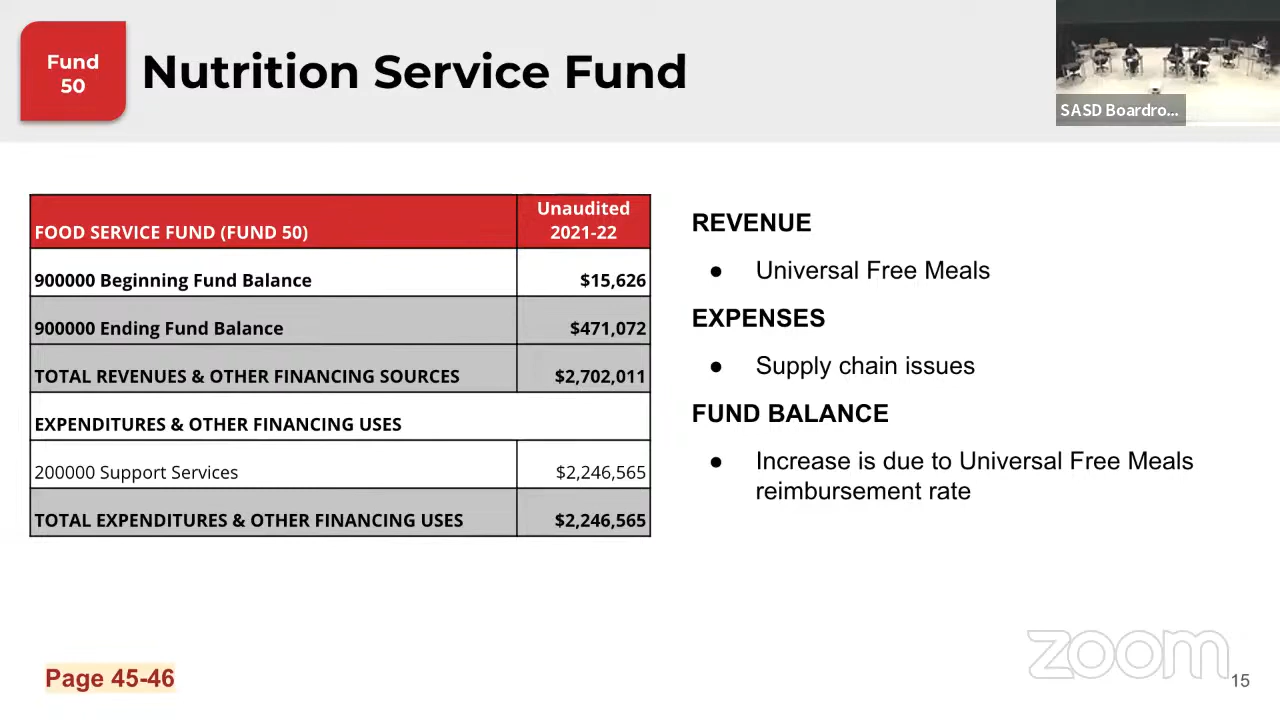 Fund
50
Nutrition Service Fund
SASD Boardro...
FOOD SERVICE FUND (FUND 50) Unaudited 2021-22
900000 Beginning Fund Balance $15,626
900000 Ending Fund Balance $471,072
TOTAL REVENUES & OTHER FINANCING SOURCES $2,702,011
EXPENDITURES & OTHER FINANCING USES
200000 Support Services $2,246,565
TOTAL EXPENDITURES & OTHER FINANCING USES $2,246,565
REVENUE
● Universal Free Meals
EXPENSES
● Supply chain issues
FUND BALANCE
● Increase is due to Universal Free Meals
reimbursement rate
Page 45-46
zoom
15